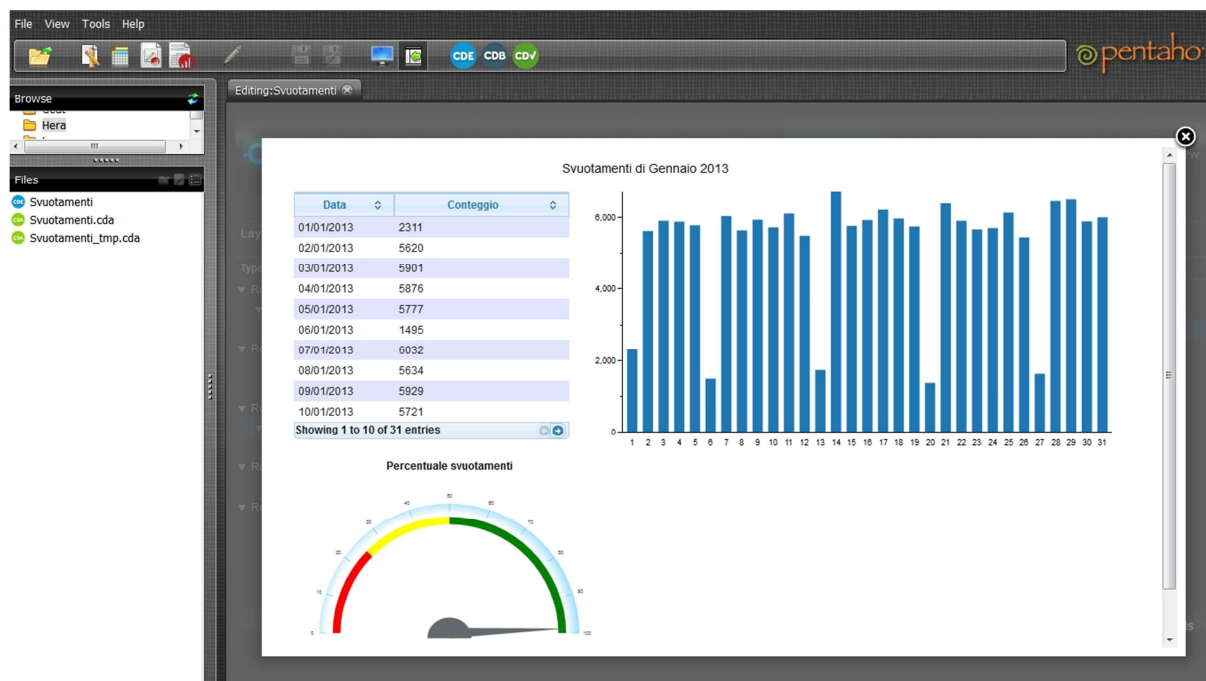 File View Tools Help
CDE CDB CDV
pentaho
Browse
Hera
Files
Svuotamenti
Svuotamenti.cda
Svuotamenti_tmp.cda
Editing:Svuotamenti
Svuotamenti di Gennaio 2013
Data Conteggio
01/01/2013 2311
02/01/2013 5620
03/01/2013 5901
04/01/2013 5876
05/01/2013 5777
06/01/2013 1495
07/01/2013 6032
08/01/2013 5634
09/01/2013 5929
10/01/2013 5721
Showing 1 to 10 of 31 entries
6,000
4,000
2,000
0
1 2 3 4 5 6 7 8 9 10 11 12 13 14 15 16 17 18 19 20 21 22 23 24 25 26 27 28 29 30 31
Percentuale svuotamenti
0 10 20 30 40 50 60 70 80 90 100